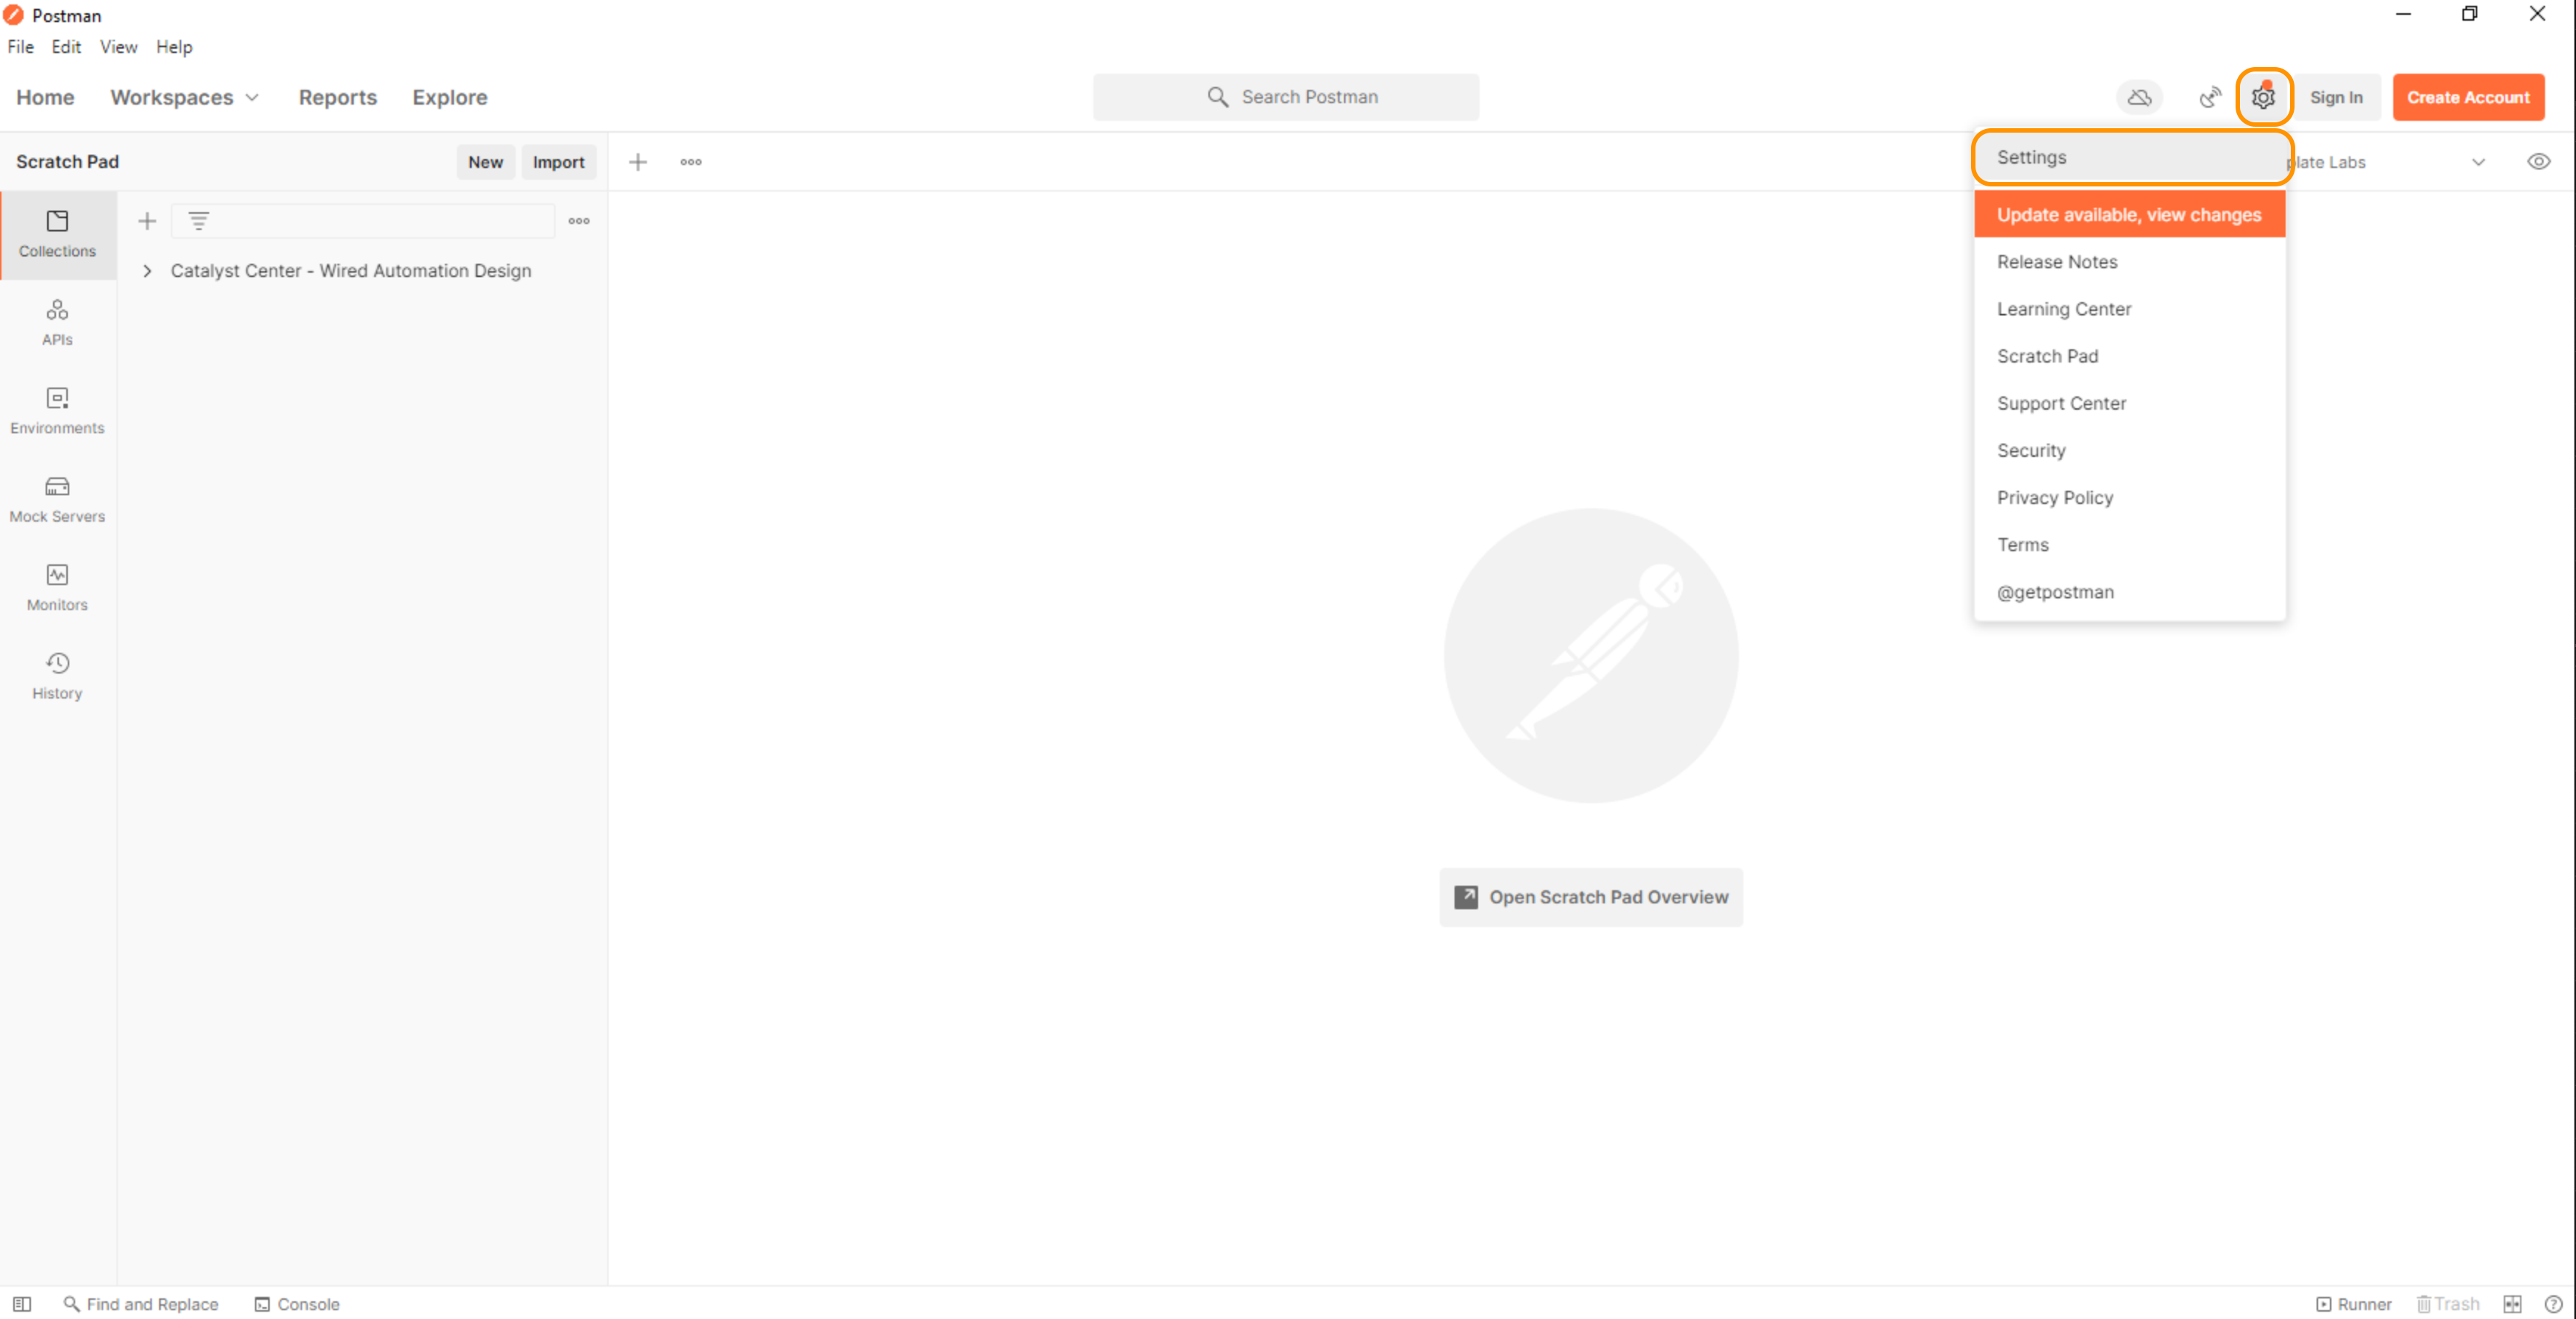 Postman
File Edit View Help
Home Workspaces Reports Explore
Search Postman
Sign In
Create Account
Scratch Pad
New
Import
Settings
plate Labs
Collections
APIs
Environments
Mock Servers
Monitors
History
Catalyst Center - Wired Automation Design
Update available, view changes
Release Notes
Learning Center
Scratch Pad
Support Center
Security
Privacy Policy
Terms
@getpostman
Open Scratch Pad Overview
Find and Replace
Console
Runner
Trash